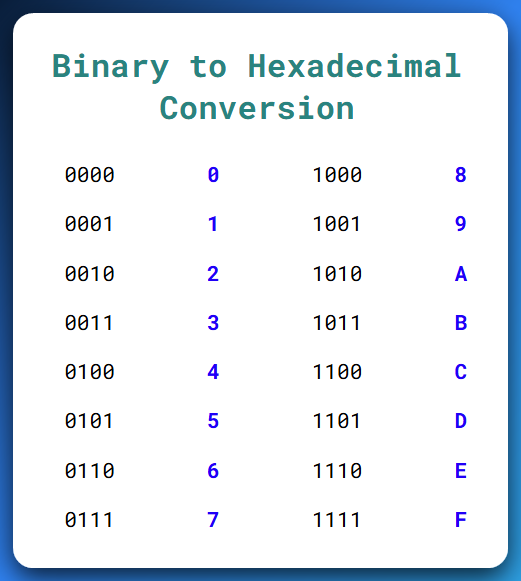 Binary to Hexadecimal
Conversion
0000 0 1000 8
0001 1 1001 9
0010 2 1010 A
0011 3 1011 B
0100 4 1100 C
0101 5 1101 D
0110 6 1110 E
0111 7 1111 F